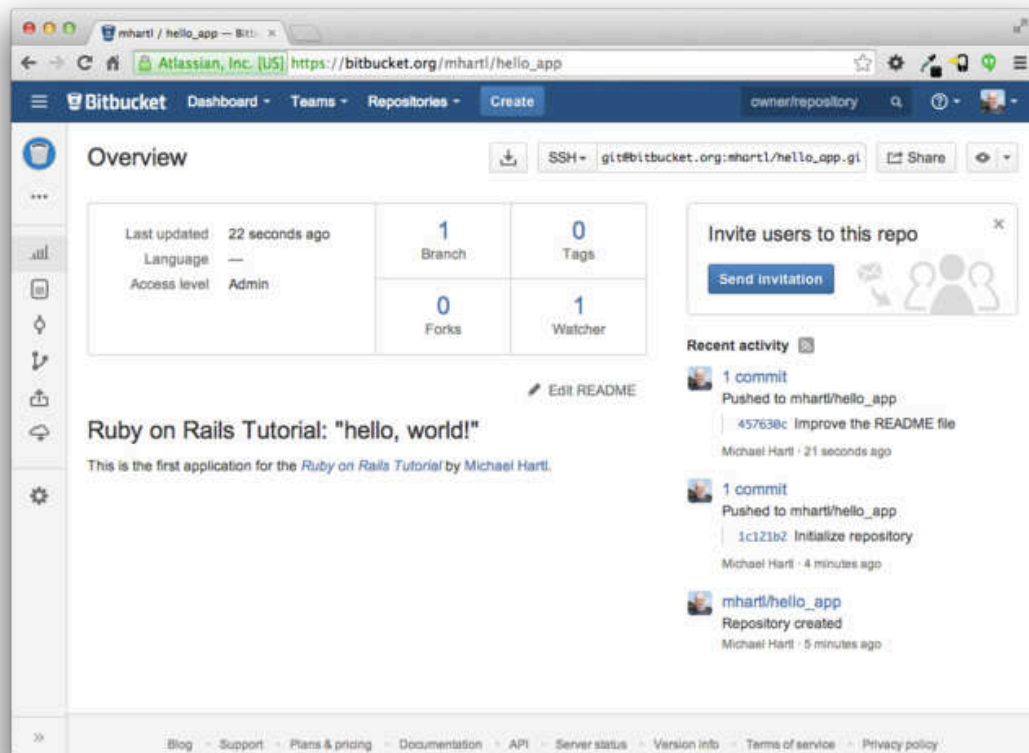 mhartl / hello_app — Bitb
Atlassian, Inc. [US] https://bitbucket.org/mhartl/hello_app
Bitbucket Dashboard Teams Repositories Create owner/repository
Overview SSH git@bitbucket.org:mhartl/hello_app.gi Share
Last updated 22 seconds ago
Language —
Access level Admin
1
Branch
0
Tags
0
Forks
1
Watcher
Edit README
Ruby on Rails Tutorial: "hello, world!"
This is the first application for the Ruby on Rails Tutorial by Michael Hartl.
Invite users to this repo
Send invitation
Recent activity
1 commit
Pushed to mhartl/hello_app
457630c Improve the README file
Michael Hartl · 21 seconds ago
1 commit
Pushed to mhartl/hello_app
1c121b2 Initialize repository
Michael Hartl · 4 minutes ago
mhartl/hello_app
Repository created
Michael Hartl · 5 minutes ago
Blog · Support · Plans & pricing · Documentation · API · Server status · Version info · Terms of service · Privacy policy